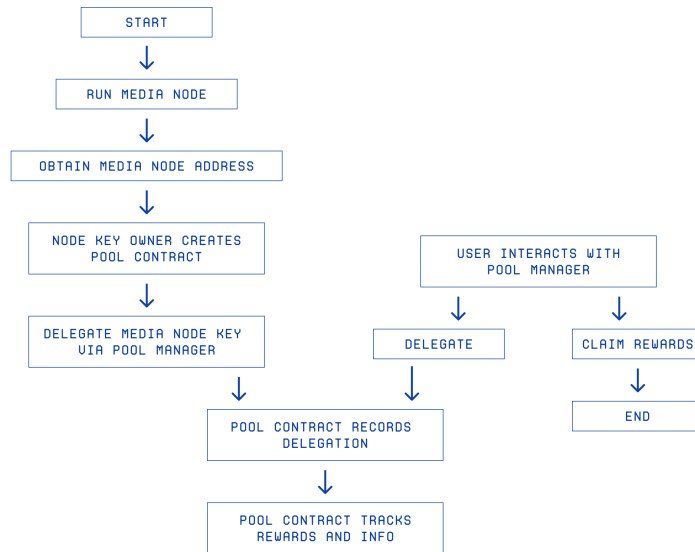 START
RUN MEDIA NODE
OBTAIN MEDIA NODE ADDRESS
NODE KEY OWNER CREATES
POOL CONTRACT
DELEGATE MEDIA NODE KEY
VIA POOL MANAGER
USER INTERACTS WITH
POOL MANAGER
DELEGATE
CLAIM REWARDS
END
POOL CONTRACT RECORDS
DELEGATION
POOL CONTRACT TRACKS
REWARDS AND INFO